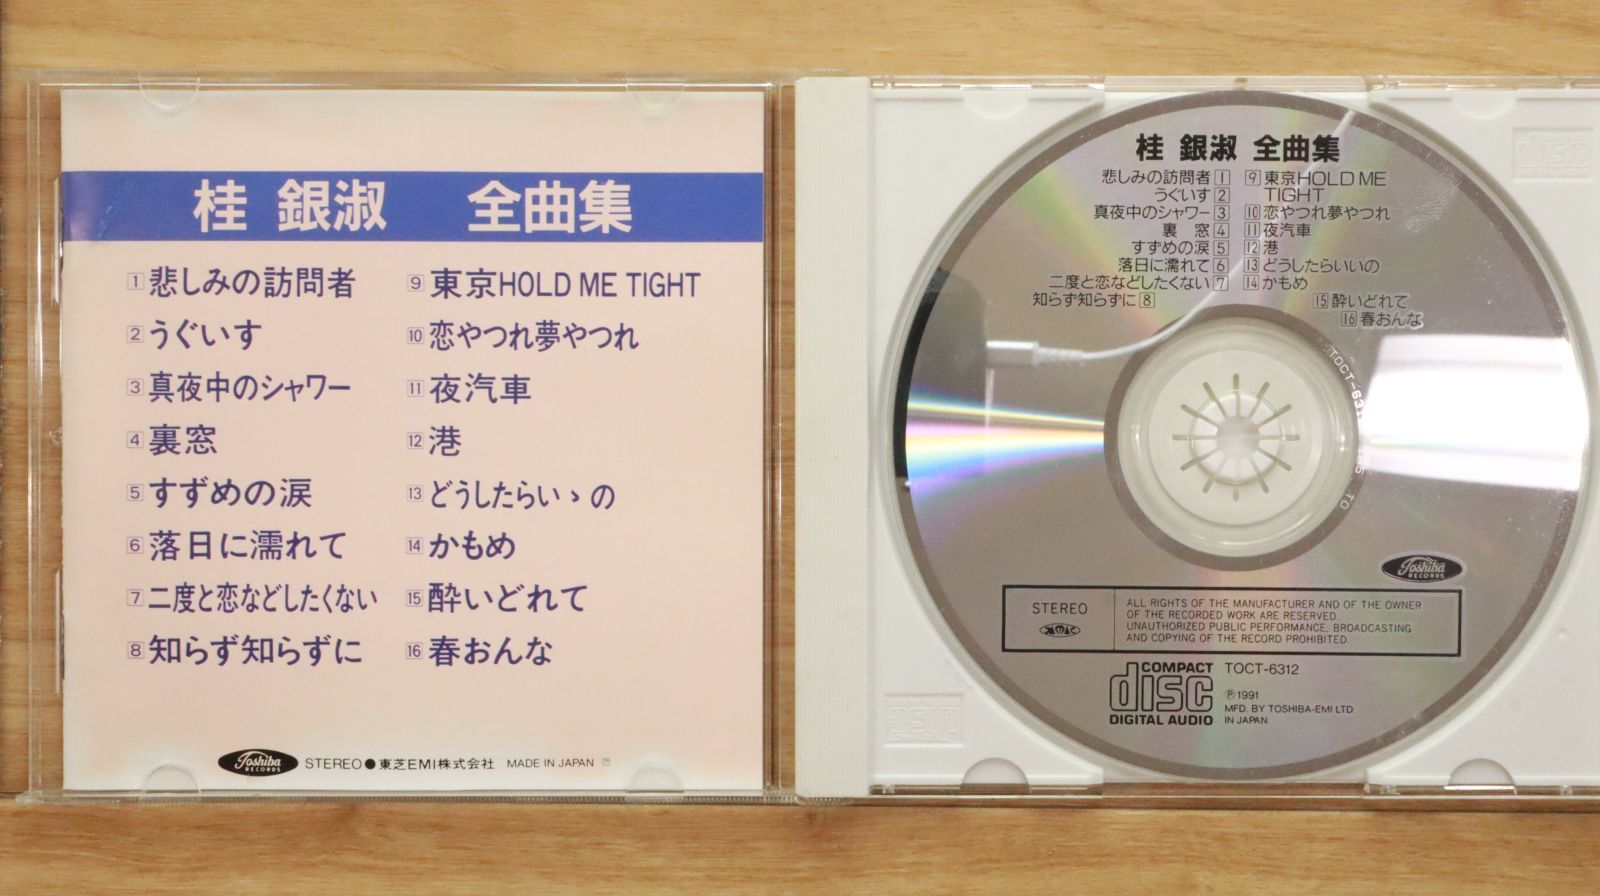 桂 銀淑 全曲集
1 悲しみの訪問者
2 うぐいす
3 真夜中のシャワー
4 裏窓
5 すずめの涙
6 落日に濡れて
7 二度と恋などしたくない
8 知らず知らずに
9 東京HOLD ME TIGHT
10 恋やつれ夢やつれ
11 夜汽車
12 港
13 どうしたらいゝの
14 かもめ
15 酔いどれて
16 春おんな
Toshiba RECORDS STEREO●東芝EMI株式会社 MADE IN JAPAN
桂 銀淑 全曲集
悲しみの訪問者 1
うぐいす 2
真夜中のシャワー 3
裏 窓 4
すずめの涙 5
落日に濡れて 6
二度と恋などしたくない 7
知らず知らずに 8
9 東京HOLD ME
TIGHT
10 恋やつれ夢やつれ
11 夜汽車
12 港
13 どうしたらいいの
14 かもめ
15 酔いどれて
16 春おんな
Toshiba
RECORDS
STEREO
ALL RIGHTS OF THE MANUFACTURER AND OF THE OWNER
OF THE RECORDED WORK ARE RESERVED.
UNAUTHORIZED PUBLIC PERFORMANCE, BROADCASTING
AND COPYING OF THE RECORD PROHIBITED
COMPACT
disc
DIGITAL AUDIO
TOCT-6312
Ⓟ1991
MFD. BY TOSHIBA-EMI LTD.
IN JAPAN.
disc
disc